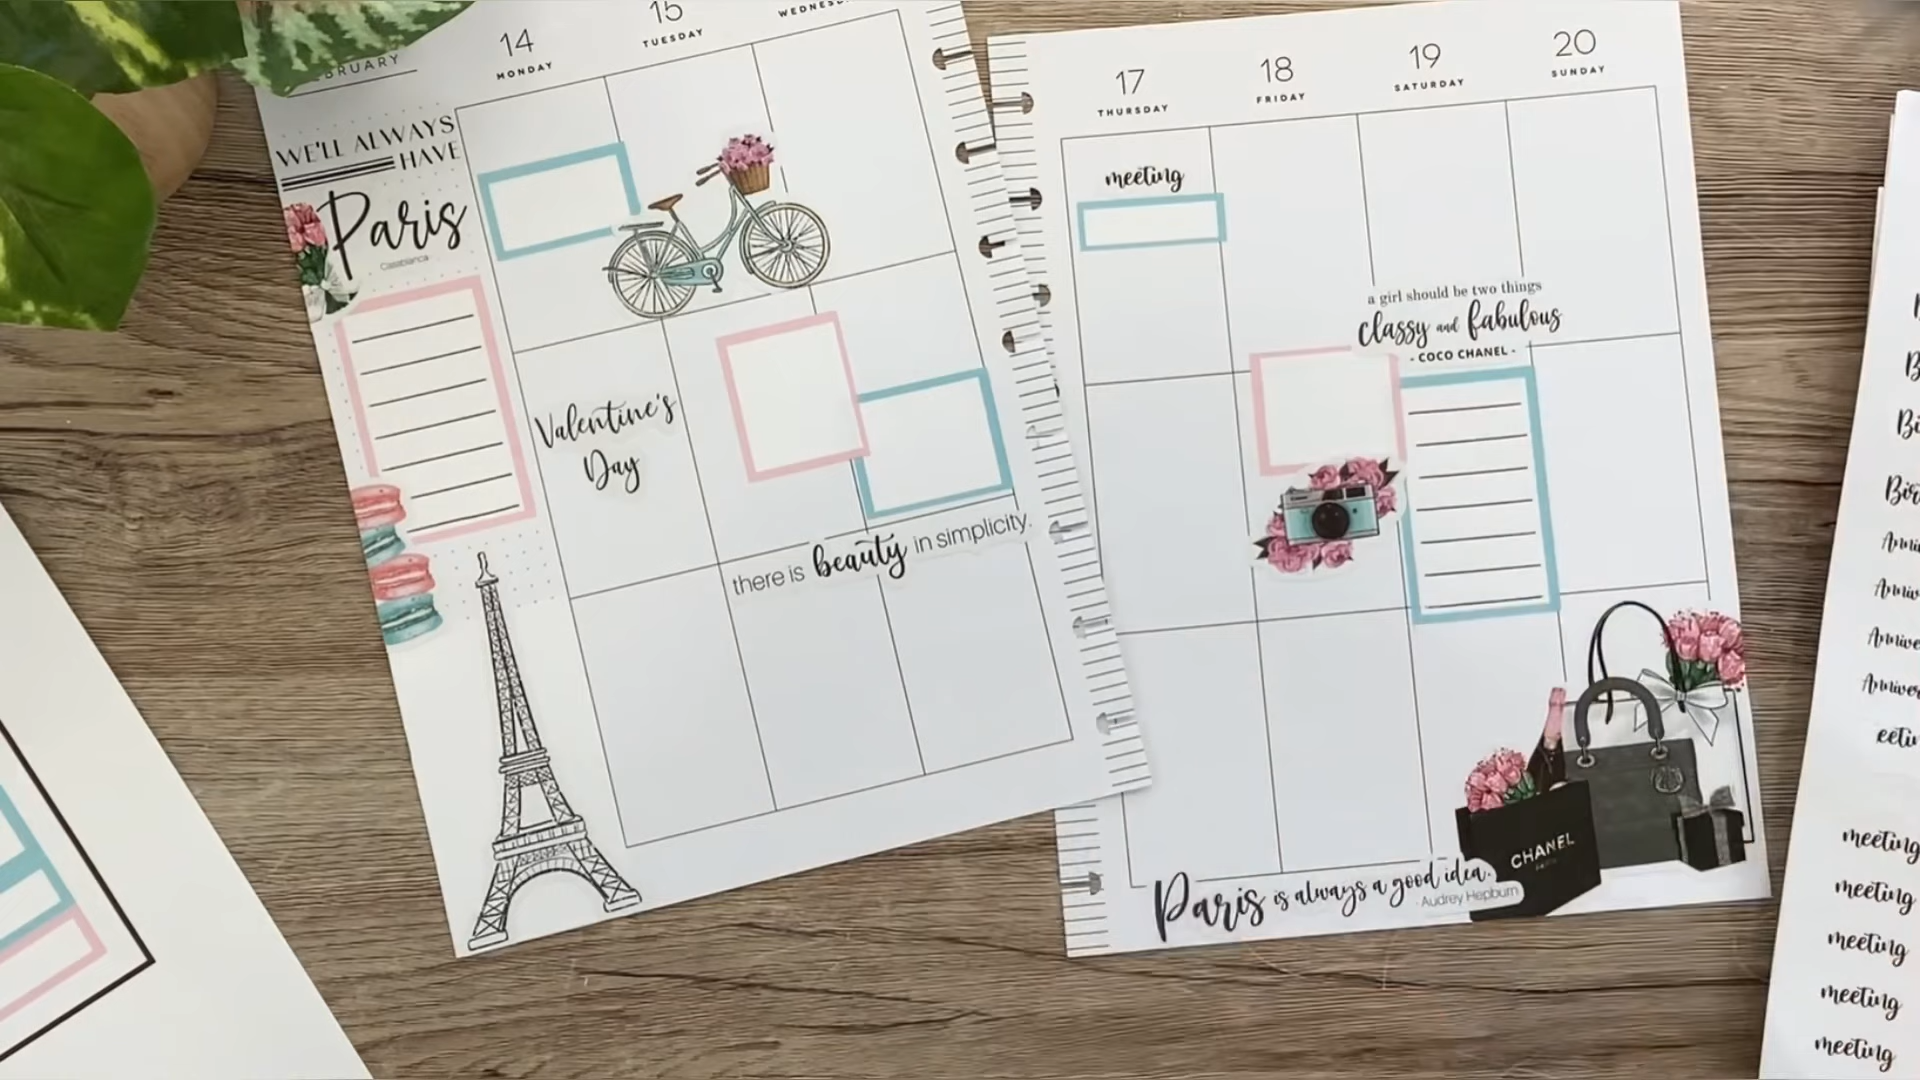 14
MONDAY
15
TUESDAY
WE'LL ALWAYS
HAVE
Paris
Casablanca
Valentine's
Day
there is beauty in simplicity.
17
THURSDAY
18
FRIDAY
19
SATURDAY
20
SUNDAY
meeting
a girl should be two things
classy and fabulous
- COCO CHANEL -
CHANEL
Paris is always a good idea.
- Audrey Hepburn
meeting
meeting
meeting
meeting
meeting